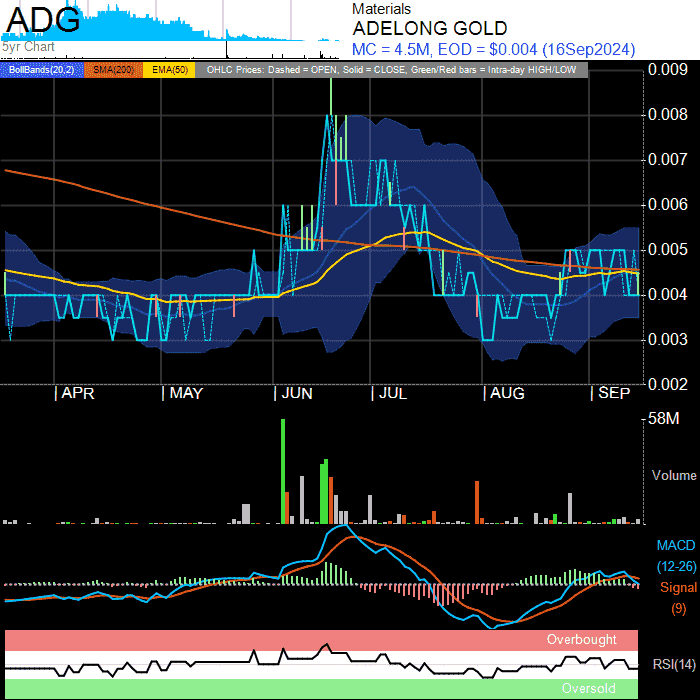 ADG
5yr Chart
Materials
ADELONG GOLD
MC = 4.5M, EOD = $0.004 (16Sep2024)
BollBands(20,2) SMA(200) EMA(50) OHLC Prices: Dashed = OPEN, Solid = CLOSE, Green/Red bars = Intra-day HIGH/LOW
0.009
0.008
0.007
0.006
0.005
0.004
0.003
0.002
APR MAY JUN JUL AUG SEP
58M
Volume
MACD
(12-26)
Signal
(9)
Overbought
RSI(14)
Oversold